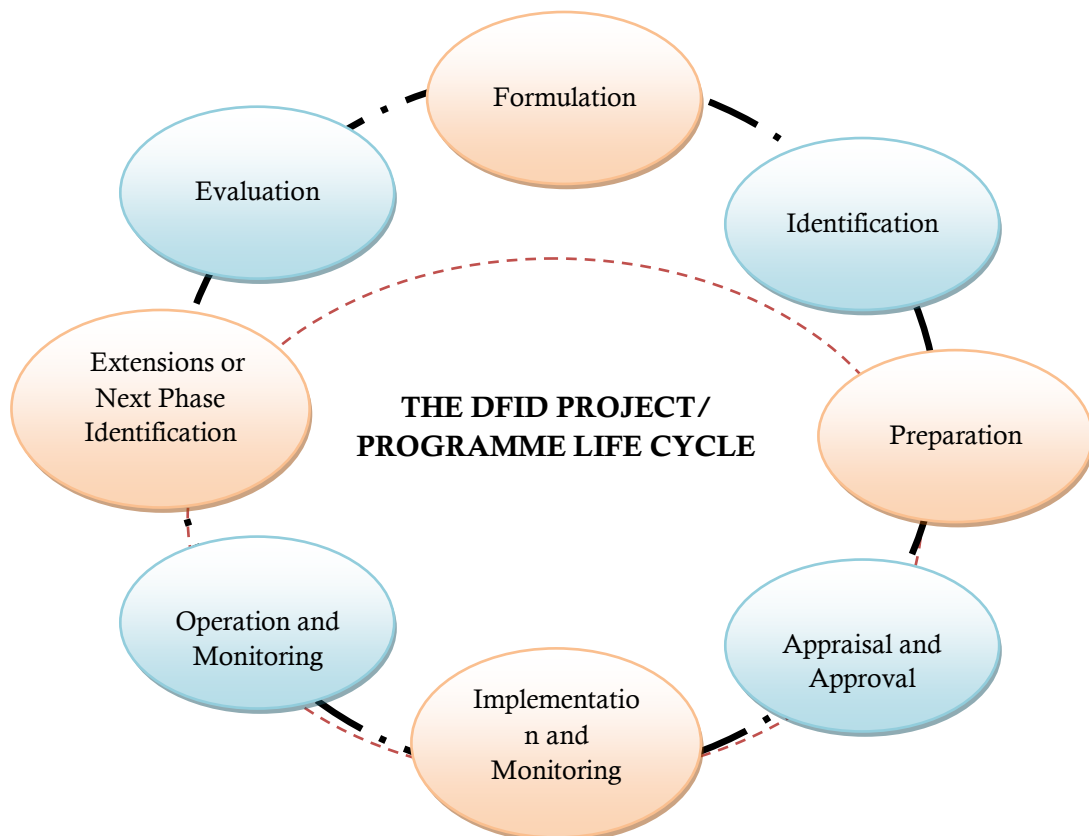 Formulation
Identification
Preparation
Appraisal and
Approval
Implementatio
n and
Monitoring
Operation and
Monitoring
Extensions or
Next Phase
Identification
Evaluation
THE DFID PROJECT/
PROGRAMME LIFE CYCLE